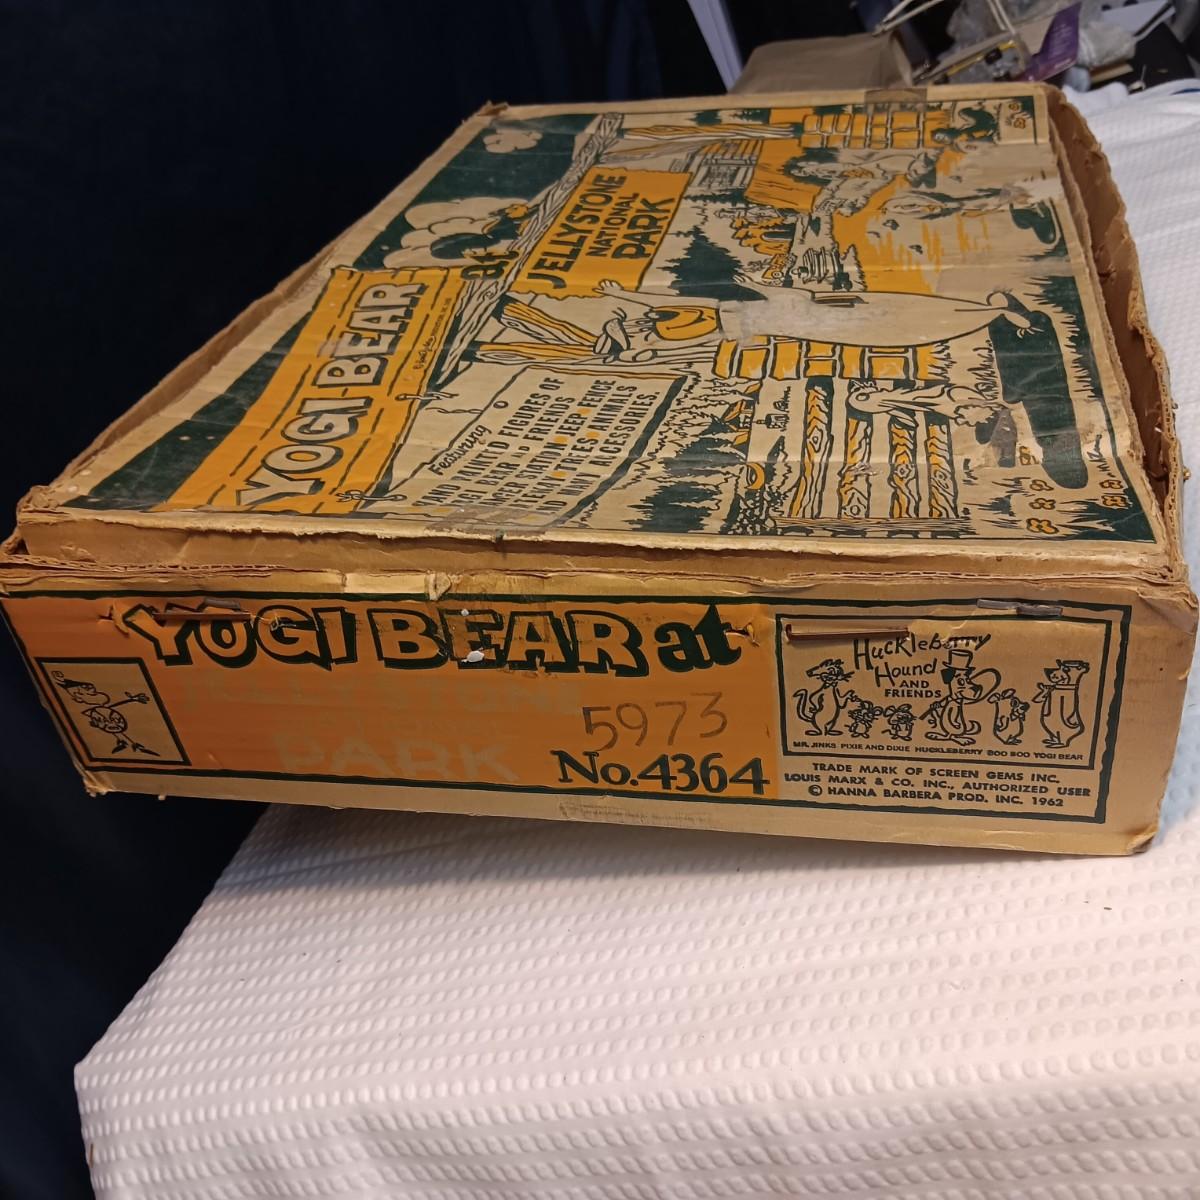 YOGI BEAR
at
JELLYSTONE
NATIONAL
PARK
Featuring
HAND PAINTED FIGURES OF
YOGI BEAR AND FRIENDS
RANGER STATION FENCE
TREES ANIMALS
AND MANY ACCESSORIES.
YOGI BEAR at
PARK
5973
No.4364
Huckleberry
Hound
AND
FRIENDS
MR. JINKS PIXIE AND DIXIE HUCKLEBERRY BOO BOO YOGI BEAR
TRADE MARK OF SCREEN GEMS INC.
LOUIS MARX & CO. INC., AUTHORIZED USER
© HANNA BARBERA PROD. INC. 1962